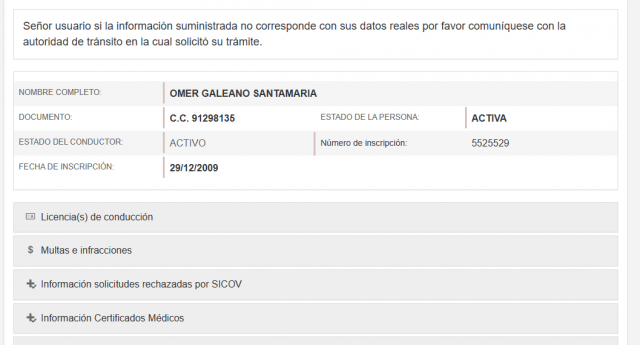 Señor usuario si la información suministrada no corresponde con sus datos reales por favor comuníquese con la
autoridad de tránsito en la cual solicitó su trámite.
NOMBRE COMPLETO: OMER GALEANO SANTAMARIA
DOCUMENTO: C.C. 91298135 ESTADO DE LA PERSONA: ACTIVA
ESTADO DEL CONDUCTOR: ACTIVO Número de inscripción: 5525529
FECHA DE INSCRIPCIÓN: 29/12/2009
Licencia(s) de conducción
$ Multas e infracciones
Información solicitudes rechazadas por SICOV
Información Certificados Médicos